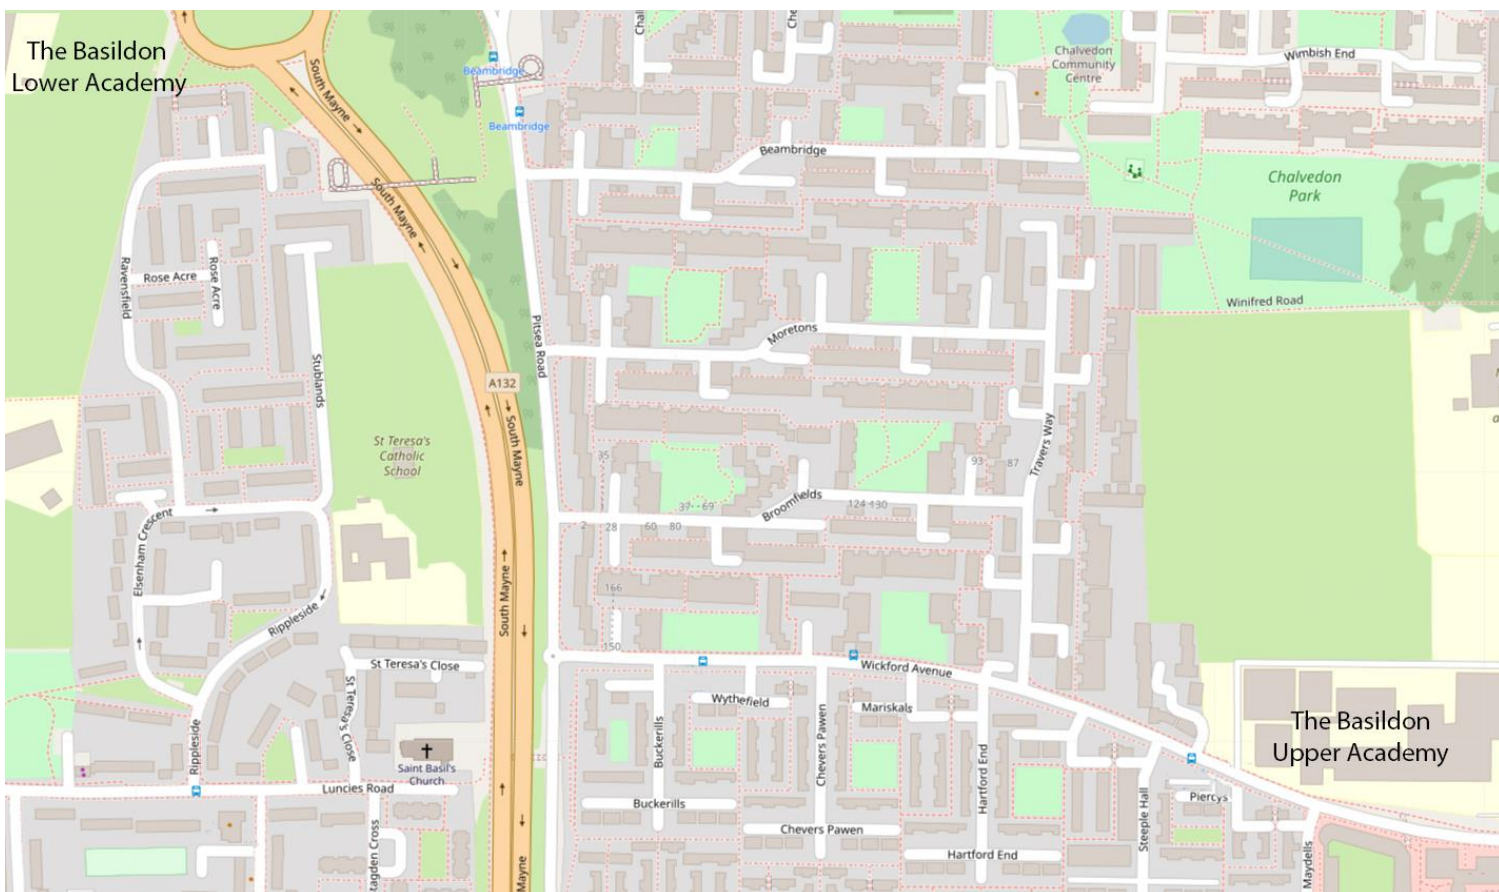 The Basildon
Lower Academy
South Mayne
Beambridge
Beambridge
Chalvedon
Community
Centre
Wimbish End
Beambridge
South Mayne
Chalvedon
Park
Ravensfield
Rose Acre
Rose Acre
Winifred Road
Pitsea Road
Moretons
Stublands
A132
South Mayne
St Teresa's
Catholic
School
Travers Way
35
93
87
Broomfields
37 - 69
124-130
2
28
60
80
Elsenham Crescent
South Mayne
166
Rippleside
150
St Teresa's Close
Wickford Avenue
St Teresa's Close
Wythefield
Mariskals
Buckerills
Chevers Pawen
Hartford End
The Basildon
Upper Academy
Rippleside
Saint Basil's
Church
Luncies Road
Buckerills
Steeple Hall
Piercys
Chevers Pawen
Hartford End
Maydells
Mayne